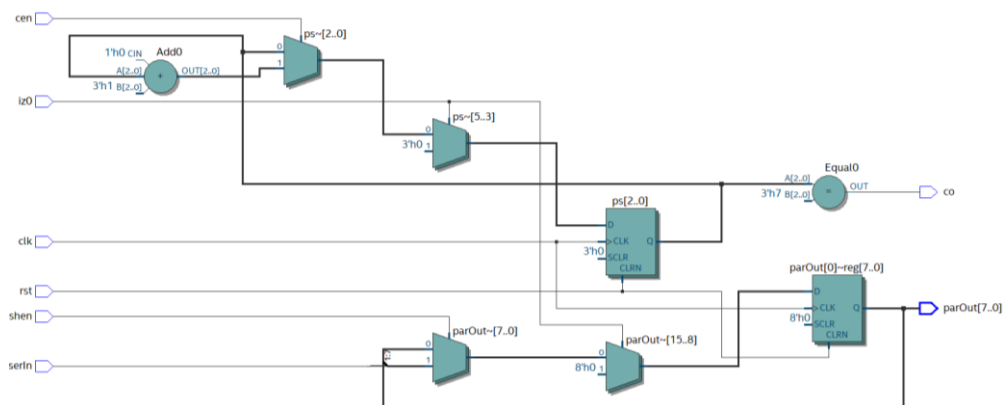 cen
ps~[2..0]
0
1
1'h0 CIN
Add0
A[2..0]
OUT[2..0]
+
3'h1 B[2..0]
iz0
ps~[5..3]
0
3'h0 1
Equal0
A[2..0]
3'h7 B[2..0]
=
OUT
co
ps[2..0]
D
clk
CLK
Q
3'h0
SCLR
CLRN
rst
parOut[0]~reg[7..0]
D
CLK
Q
parOut[7..0]
8'h0
SCLR
CLRN
shen
parOut~[7..0]
0
1
serIn
parOut~[15..8]
0
8'h0 1